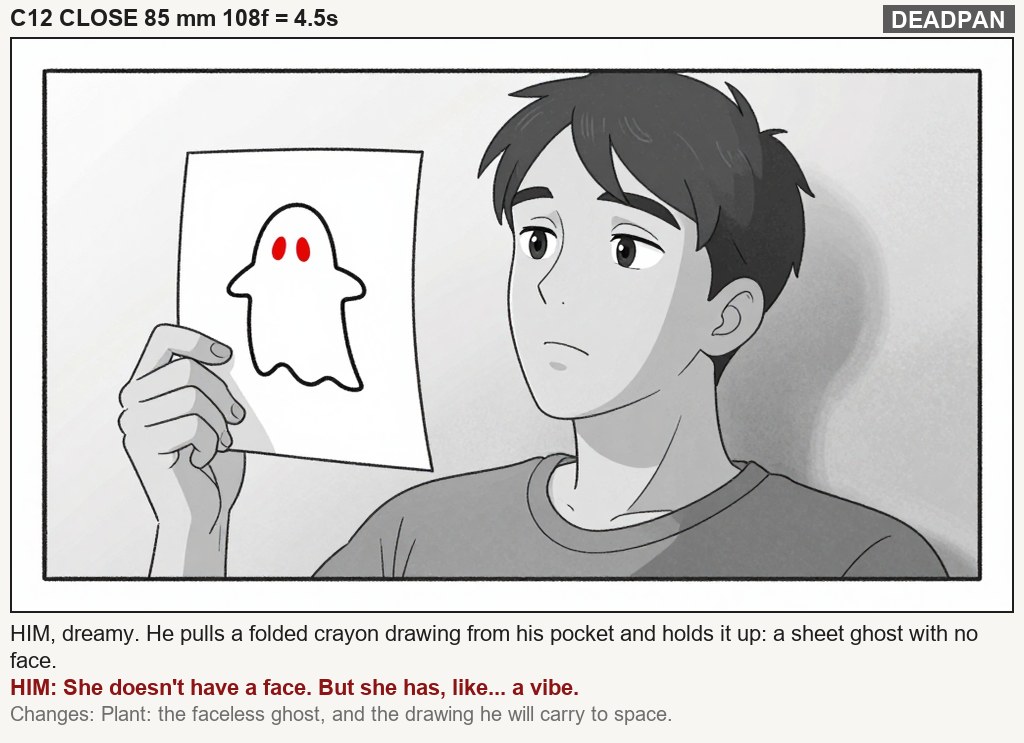 C12 CLOSE 85 mm 108f = 4.5s
DEADPAN
HIM, dreamy. He pulls a folded crayon drawing from his pocket and holds it up: a sheet ghost with no
face.
HIM: She doesn't have a face. But she has, like... a vibe.
Changes: Plant: the faceless ghost, and the drawing he will carry to space.